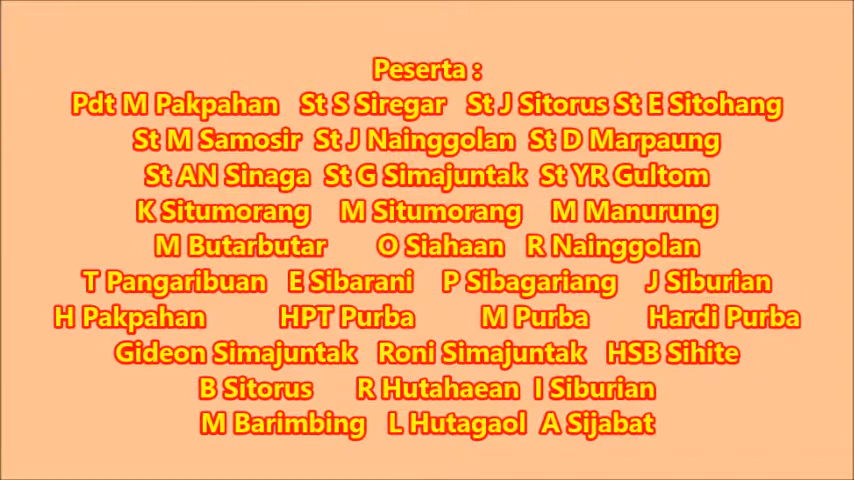 Peserta :
Pdt M Pakpahan St S Siregar St J Sitorus St E Sitohang
St M Samosir St J Nainggolan St D Marpaung
St AN Sinaga St G Simajuntak St YR Gultom
K Situmorang M Situmorang M Manurung
M Butarbutar O Siahaan R Nainggolan
T Pangaribuan E Sibarani P Sibagariang J Siburian
H Pakpahan HPT Purba M Purba Hardi Purba
Gideon Simajuntak Roni Simajuntak HSB Sihite
B Sitorus R Hutahaean I Siburian
M Barimbing L Hutagaol A Sijabat